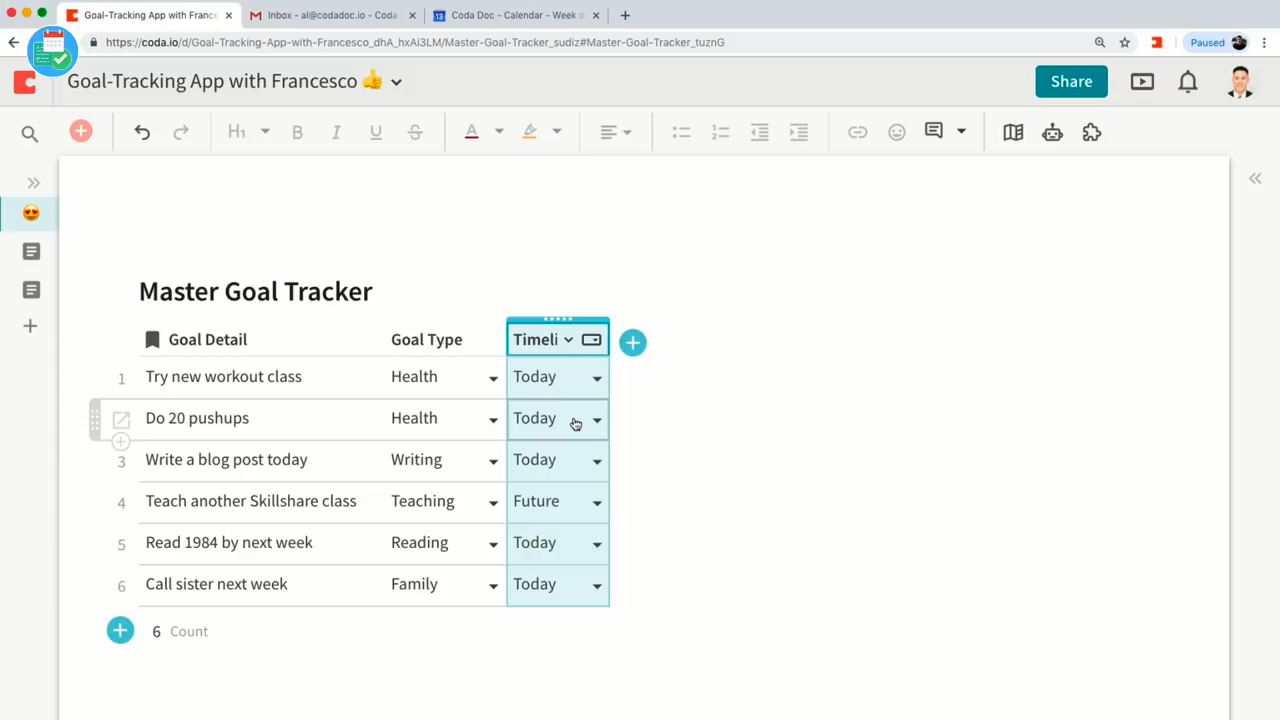 Goal-Tracking App with France
Inbox - al@codadoc.io - Coda
13 Coda Doc - Calendar - Week o
https://coda.io/d/Goal-Tracking-App-with-Francesco_dhA_hxAi3LM/Master-Goal-Tracker_sudiz#Master-Goal-Tracker_tuznG
Paused
Goal-Tracking App with Francesco 👍
Share
H1 B I U S A
Master Goal Tracker
Goal Detail Goal Type Timeli
1 Try new workout class Health Today
Do 20 pushups Health Today
3 Write a blog post today Writing Today
4 Teach another Skillshare class Teaching Future
5 Read 1984 by next week Reading Today
6 Call sister next week Family Today
6 Count